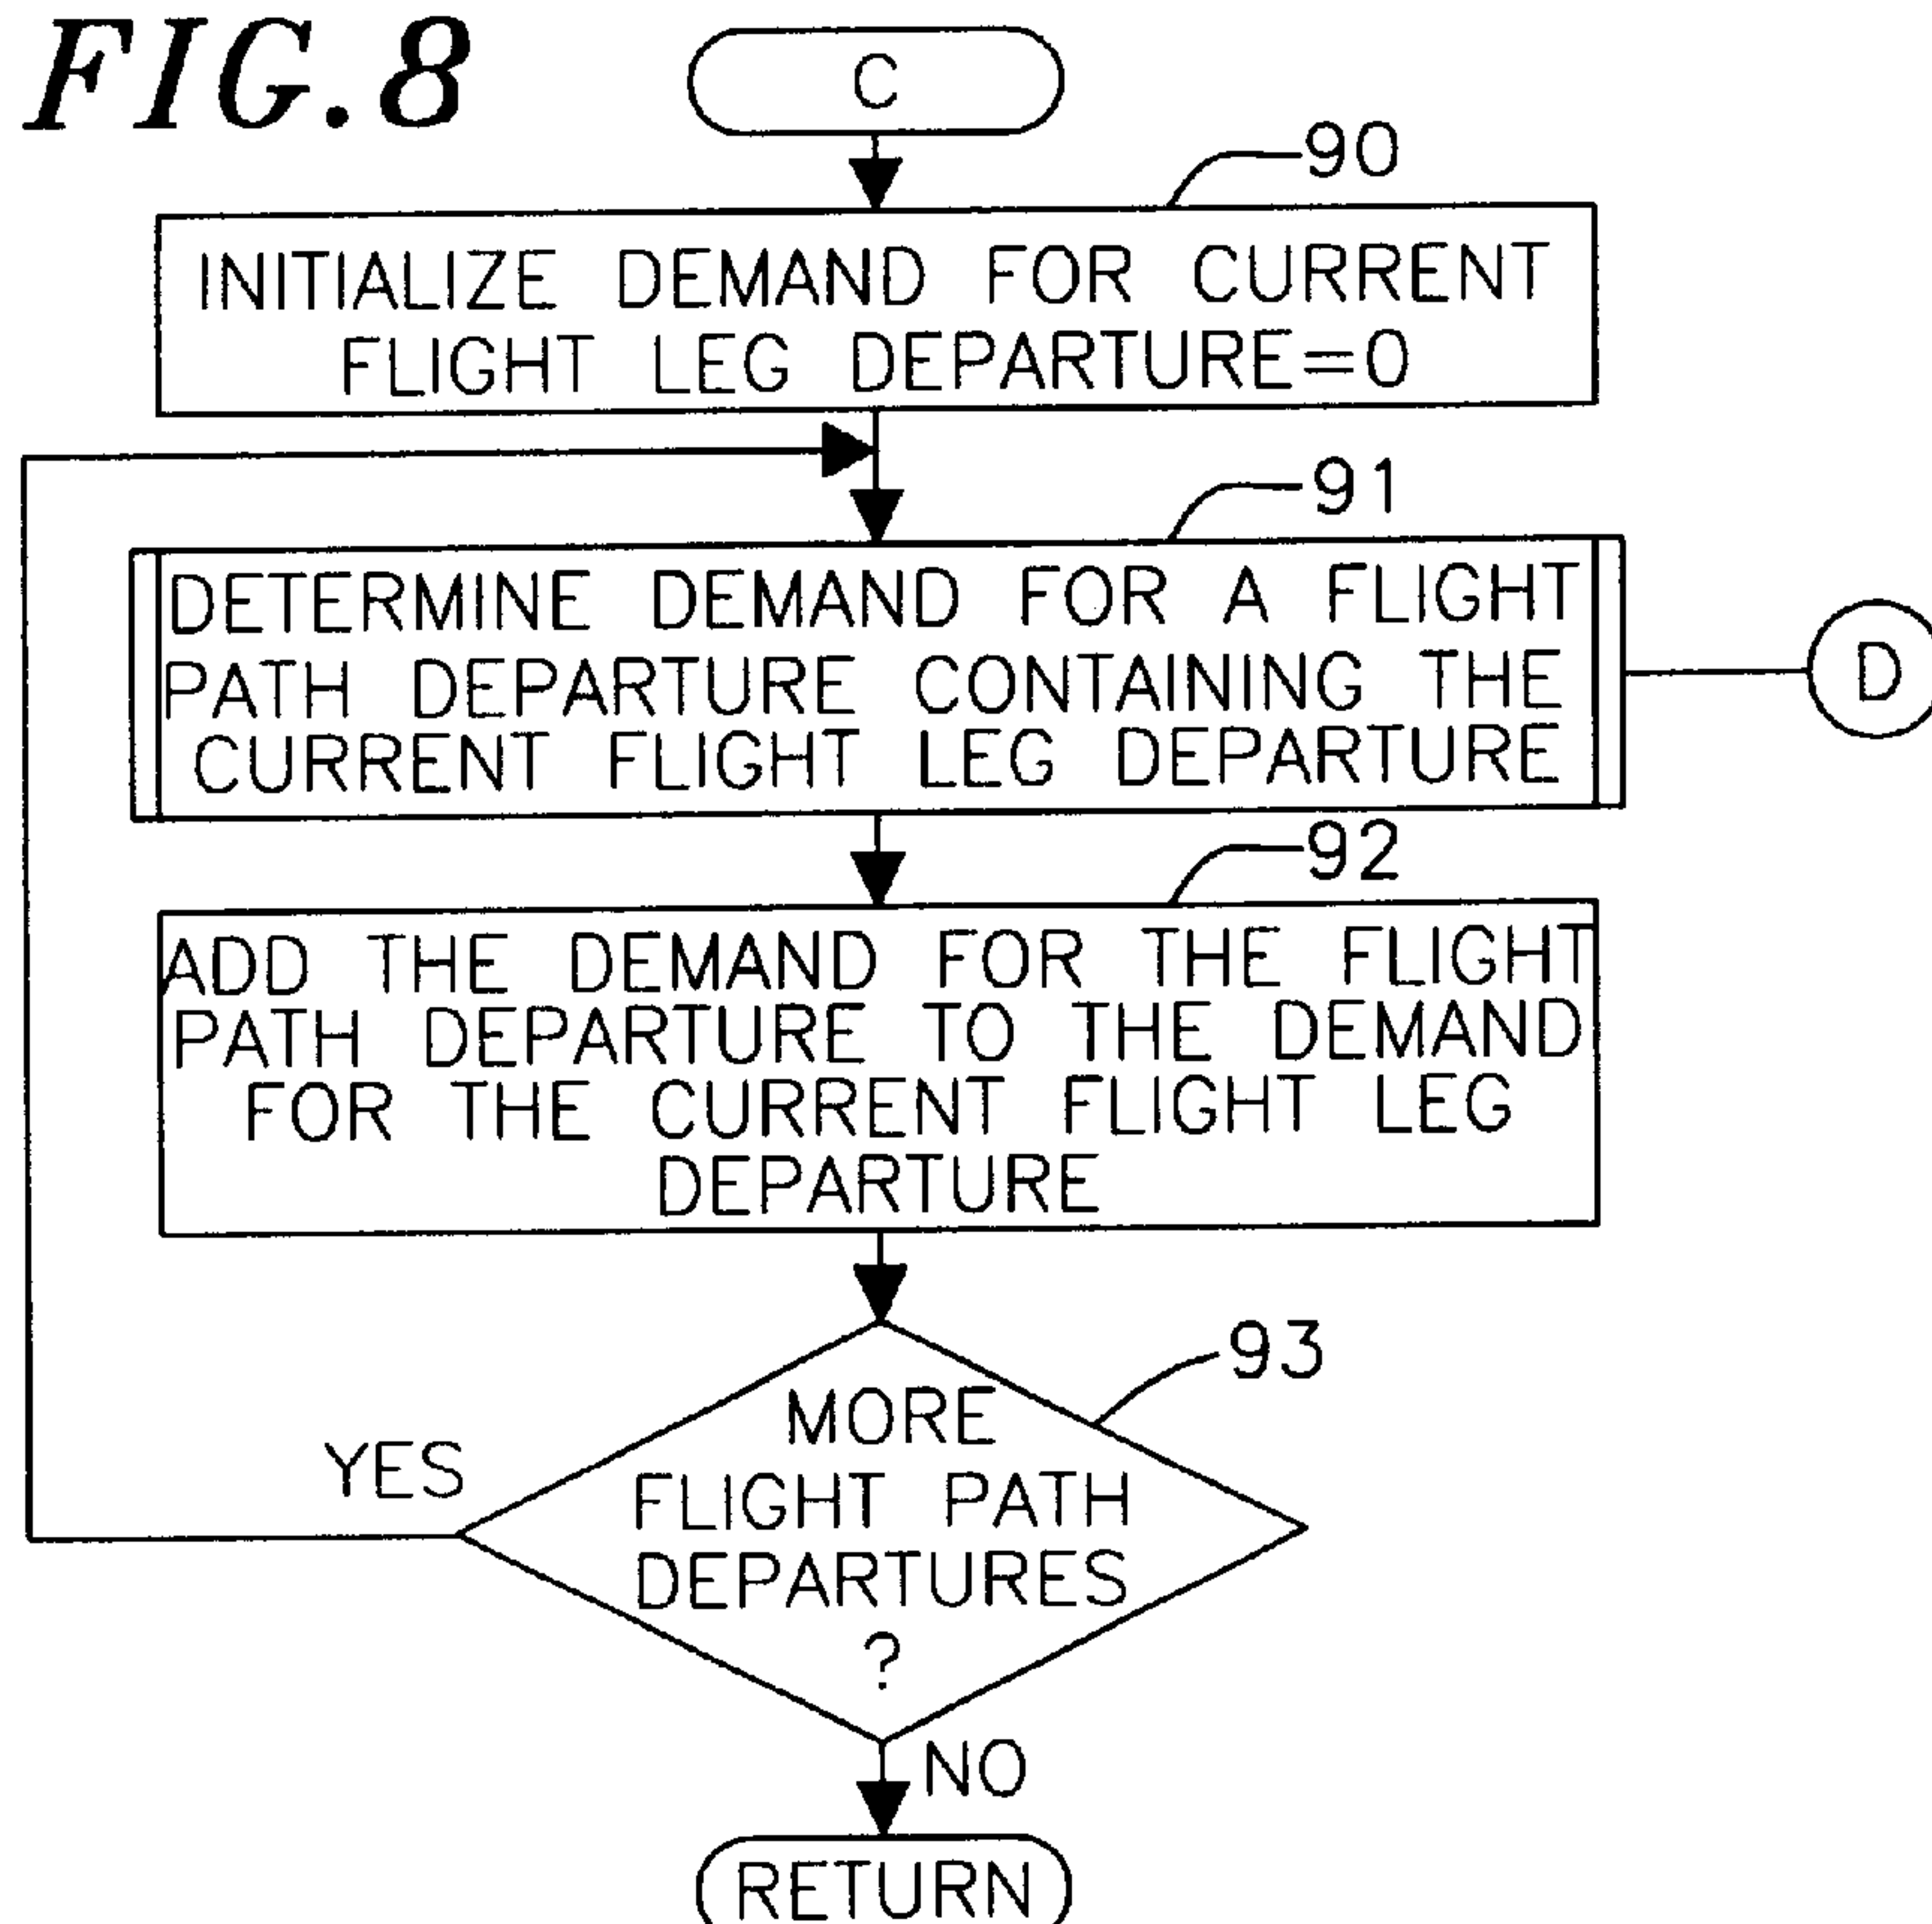 FIG. 8
C
90
INITIALIZE DEMAND FOR CURRENT
FLIGHT LEG DEPARTURE=0
91
DETERMINE DEMAND FOR A FLIGHT
PATH DEPARTURE CONTAINING THE
CURRENT FLIGHT LEG DEPARTURE
D
92
ADD THE DEMAND FOR THE FLIGHT
PATH DEPARTURE TO THE DEMAND
FOR THE CURRENT FLIGHT LEG
DEPARTURE
93
MORE
FLIGHT PATH
DEPARTURES
?
YES
NO
RETURN